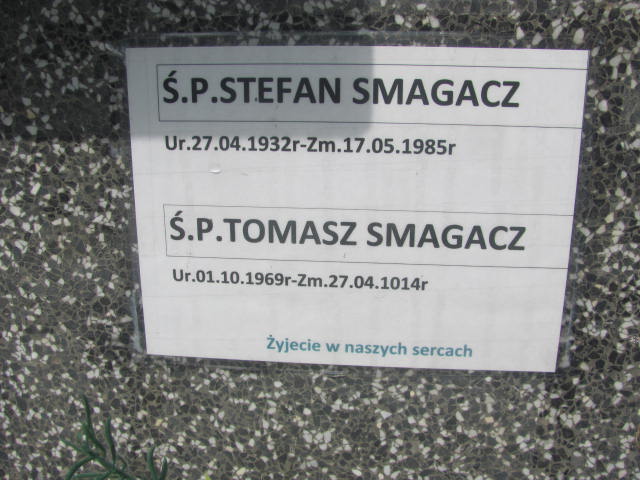 Ś.P.STEFAN SMAGACZ
Ur.27.04.1932r-Zm.17.05.1985r
Ś.P.TOMASZ SMAGACZ
Ur.01.10.1969r-Zm.27.04.1014r
Żyjecie w naszych sercach